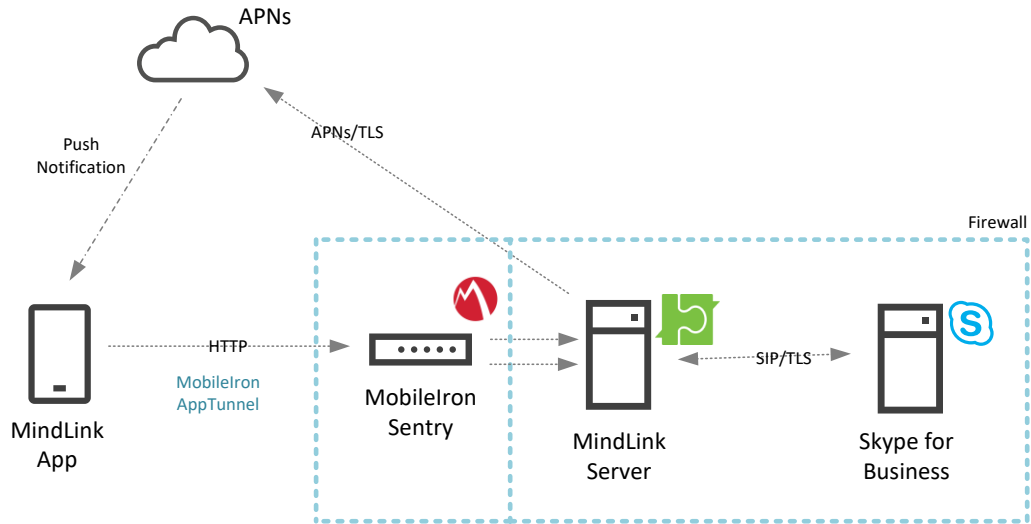 APNs
APNs/TLS
Push
Notification
Firewall
HTTP
MobileIron
AppTunnel
SIP/TLS
MindLink
App
MobileIron
Sentry
MindLink
Server
Skype for
Business
S